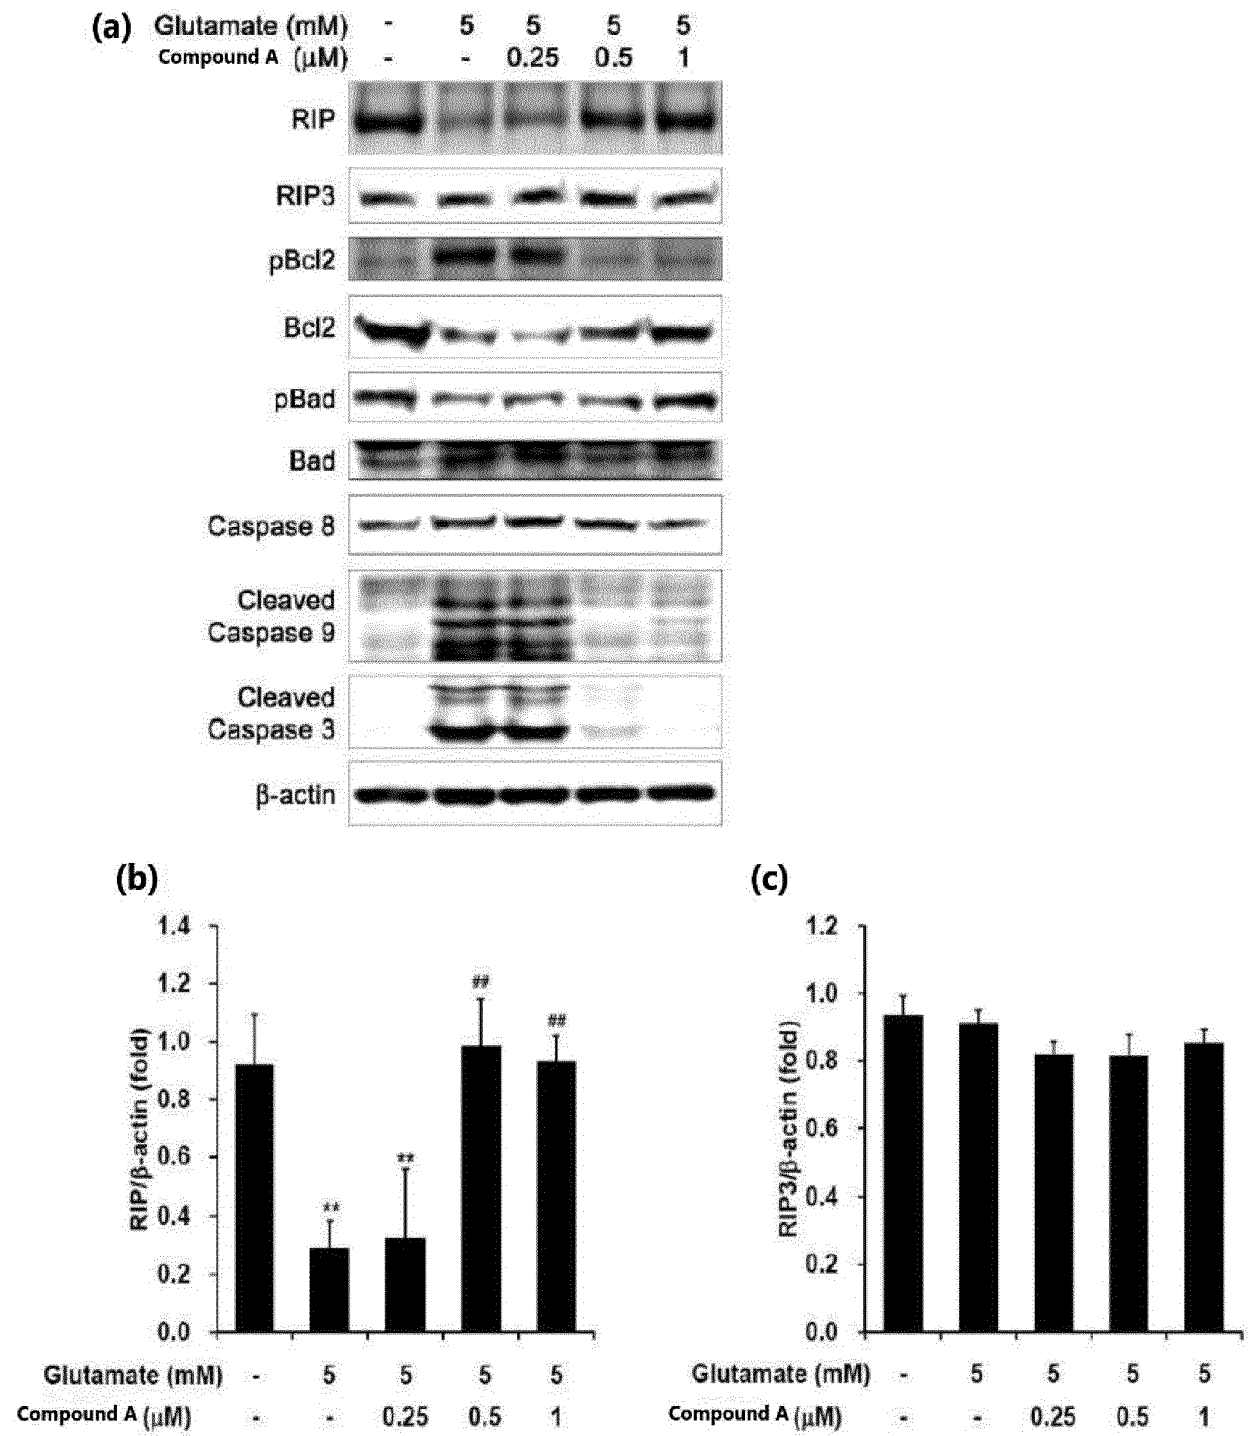 (a) Glutamate (mM) - 5 5 5 5
Compound A (μM) - - 0.25 0.5 1
RIP
RIP3
pBcl2
Bcl2
pBad
Bad
Caspase 8
Cleaved
Caspase 9
Cleaved
Caspase 3
β-actin
(b)
RIP/β-actin (fold)
1.4
1.2
1.0
0.8
0.6
0.4
0.2
0.0
**
**
##
##
Glutamate (mM) - 5 5 5 5
Compound A (μM) - - 0.25 0.5 1
(c)
RIP3/β-actin (fold)
1.2
1.0
0.8
0.6
0.4
0.2
0.0
Glutamate (mM) - 5 5 5 5
Compound A (μM) - - 0.25 0.5 1